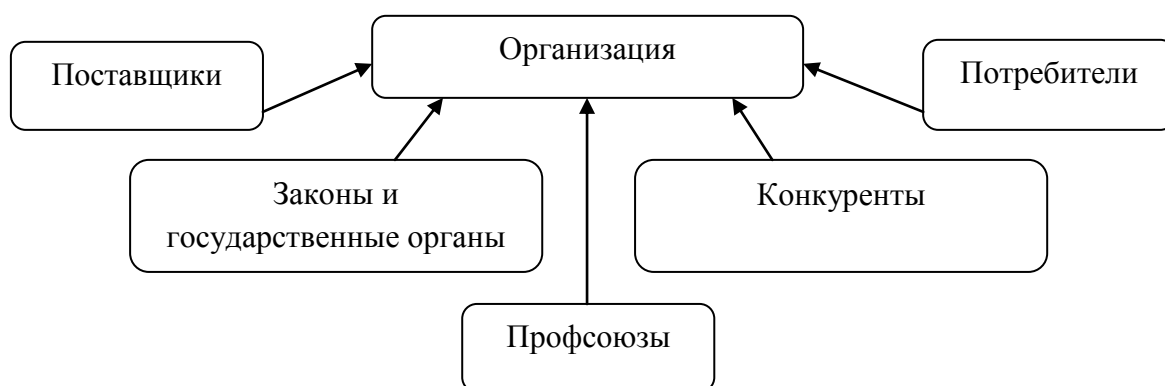 Организация
Поставщики
Потребители
Законы и
государственные органы
Конкуренты
Профсоюзы